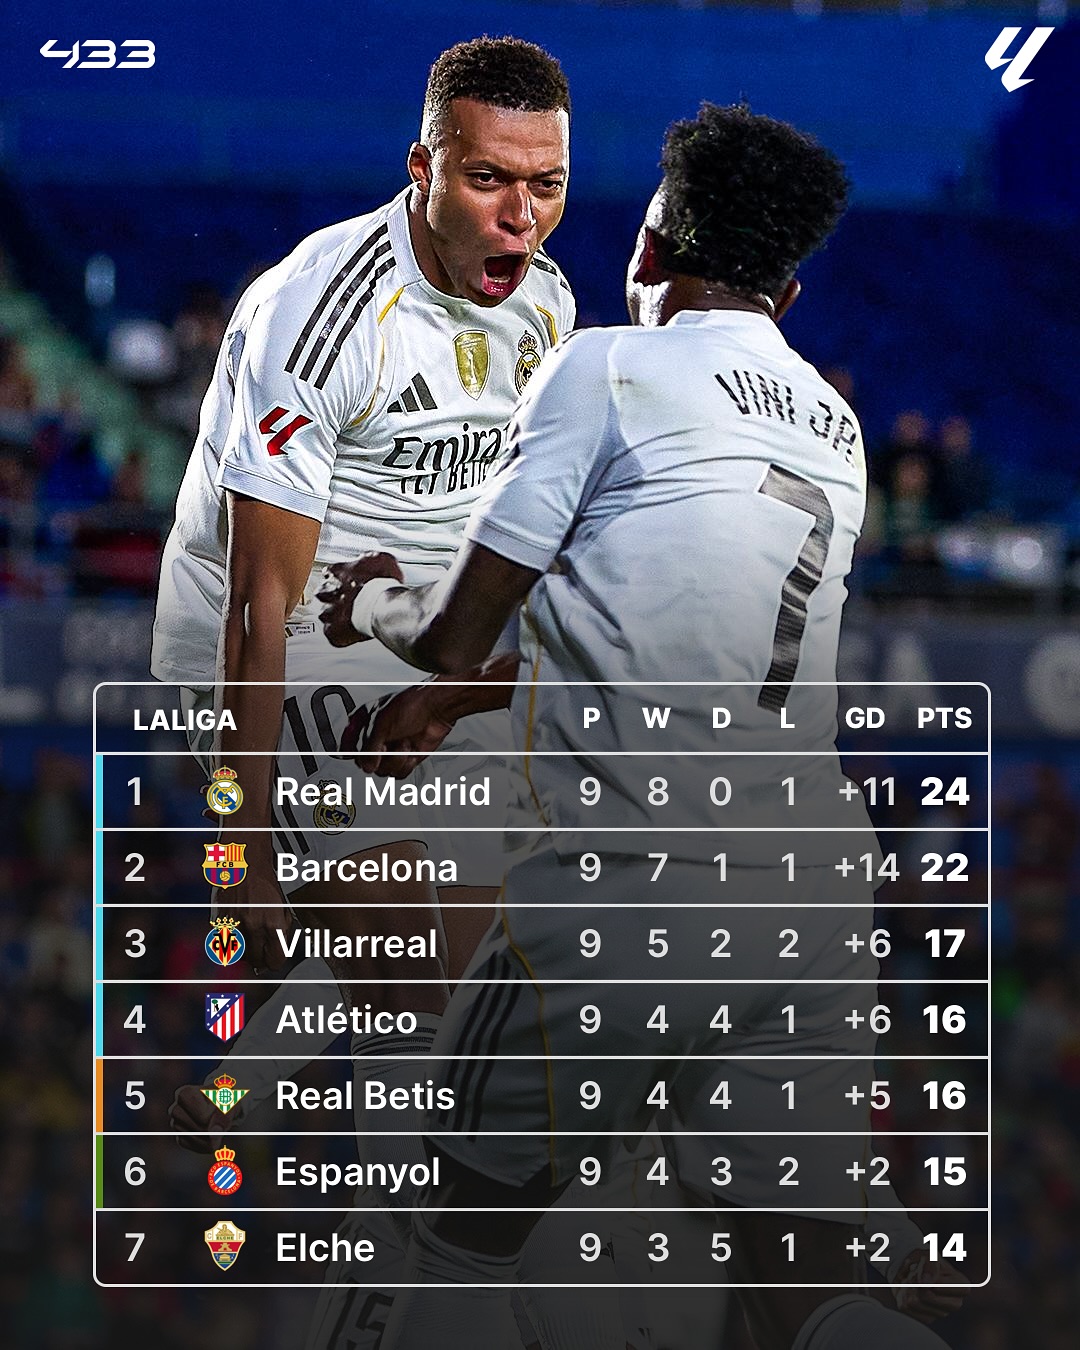 433
VINI JR
7
Emira
FLY BETTE
10
LALIGA P W D L GD PTS
1 Real Madrid 9 8 0 1 +11 24
2 Barcelona 9 7 1 1 +14 22
3 Villarreal 9 5 2 2 +6 17
4 Atlético 9 4 4 1 +6 16
5 Real Betis 9 4 4 1 +5 16
6 Espanyol 9 4 3 2 +2 15
7 Elche 9 3 5 1 +2 14